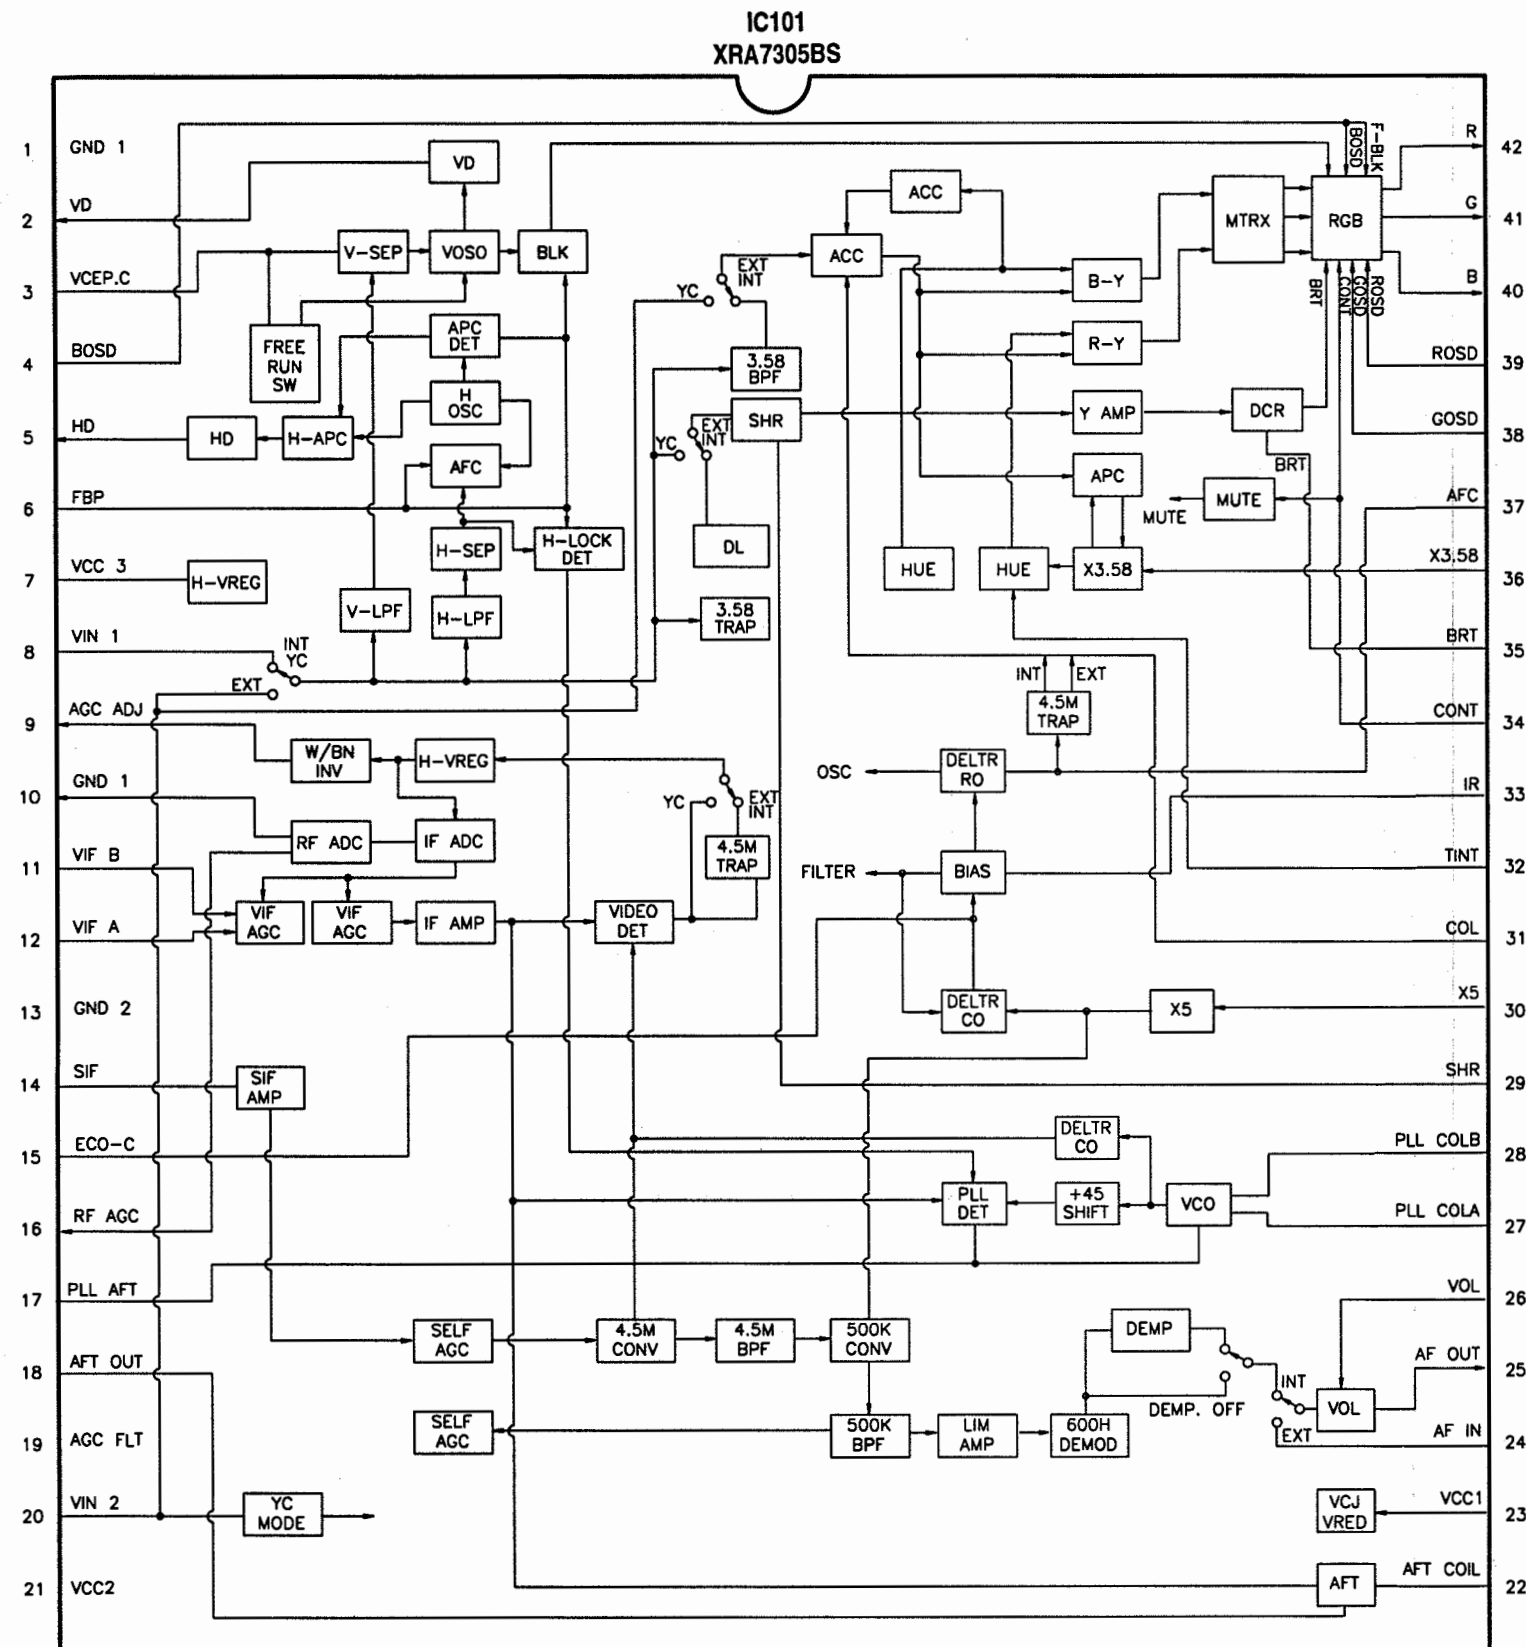 IC101
XRA7305BS
1 GND 1
2 VD
3 VCEP.C
4 BOSD
5 HD
6 FBP
7 VCC 3
8 VIN 1
9 AGC ADJ
10 GND 1
11 VIF B
12 VIF A
13 GND 2
14 SIF
15 ECO-C
16 RF AGC
17 PLL AFT
18 AFT OUT
19 AGC FLT
20 VIN 2
21 VCC2
R 42
G 41
B 40
ROSD 39
GOSD 38
AFC 37
X3.58 36
BRT 35
CONT 34
IR 33
TINT 32
COL 31
X5 30
SHR 29
PLL COLB 28
PLL COLA 27
VOL 26
AF OUT 25
AF IN 24
VCC1 23
AFT COIL 22
VD
V-SEP
VOSO
BLK
FREE
RUN
SW
APC
DET
H
OSC
HD
H-APC
AFC
H-SEP
H-LOCK
DET
H-VREG
V-LPF
H-LPF
INT
YC
EXT
W/BN
INV
H-VREG
RF ADC
IF ADC
VIF
AGC
VIF
AGC
IF AMP
VIDEO
DET
YC
EXT
INT
4.5M
TRAP
ACC
ACC
YC
EXT
INT
3.58
BPF
SHR
YC
EXT
INT
DL
3.58
TRAP
B-Y
R-Y
MTRX
RGB
BOSD
F-BLK
BRT
CONT
GOSD
ROSD
Y AMP
DCR
BRT
APC
MUTE
MUTE
HUE
HUE
X3.58
INT
EXT
4.5M
TRAP
OSC
DELTR
RO
FILTER
BIAS
DELTR
CO
X5
SIF
AMP
DELTR
CO
PLL
DET
+45
SHIFT
VCO
SELF
AGC
4.5M
CONV
4.5M
BPF
500K
CONV
DEMP
DEMP. OFF
INT
EXT
VOL
SELF
AGC
500K
BPF
LIM
AMP
600H
DEMOD
YC
MODE
VCJ
VRED
AFT